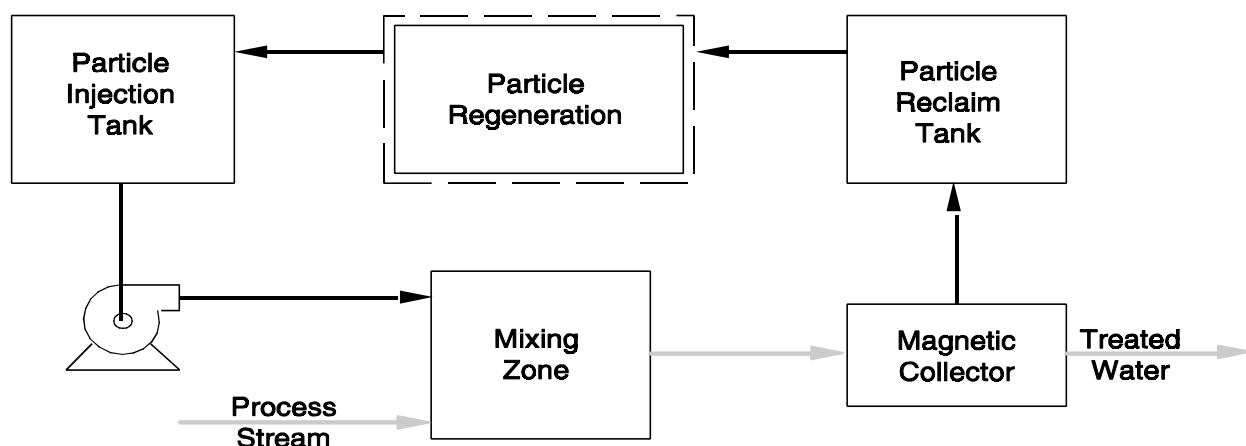 Particle
Injection
Tank
Particle
Regeneration
Particle
Reclaim
Tank
Mixing
Zone
Magnetic
Collector
Treated
Water
Process
Stream